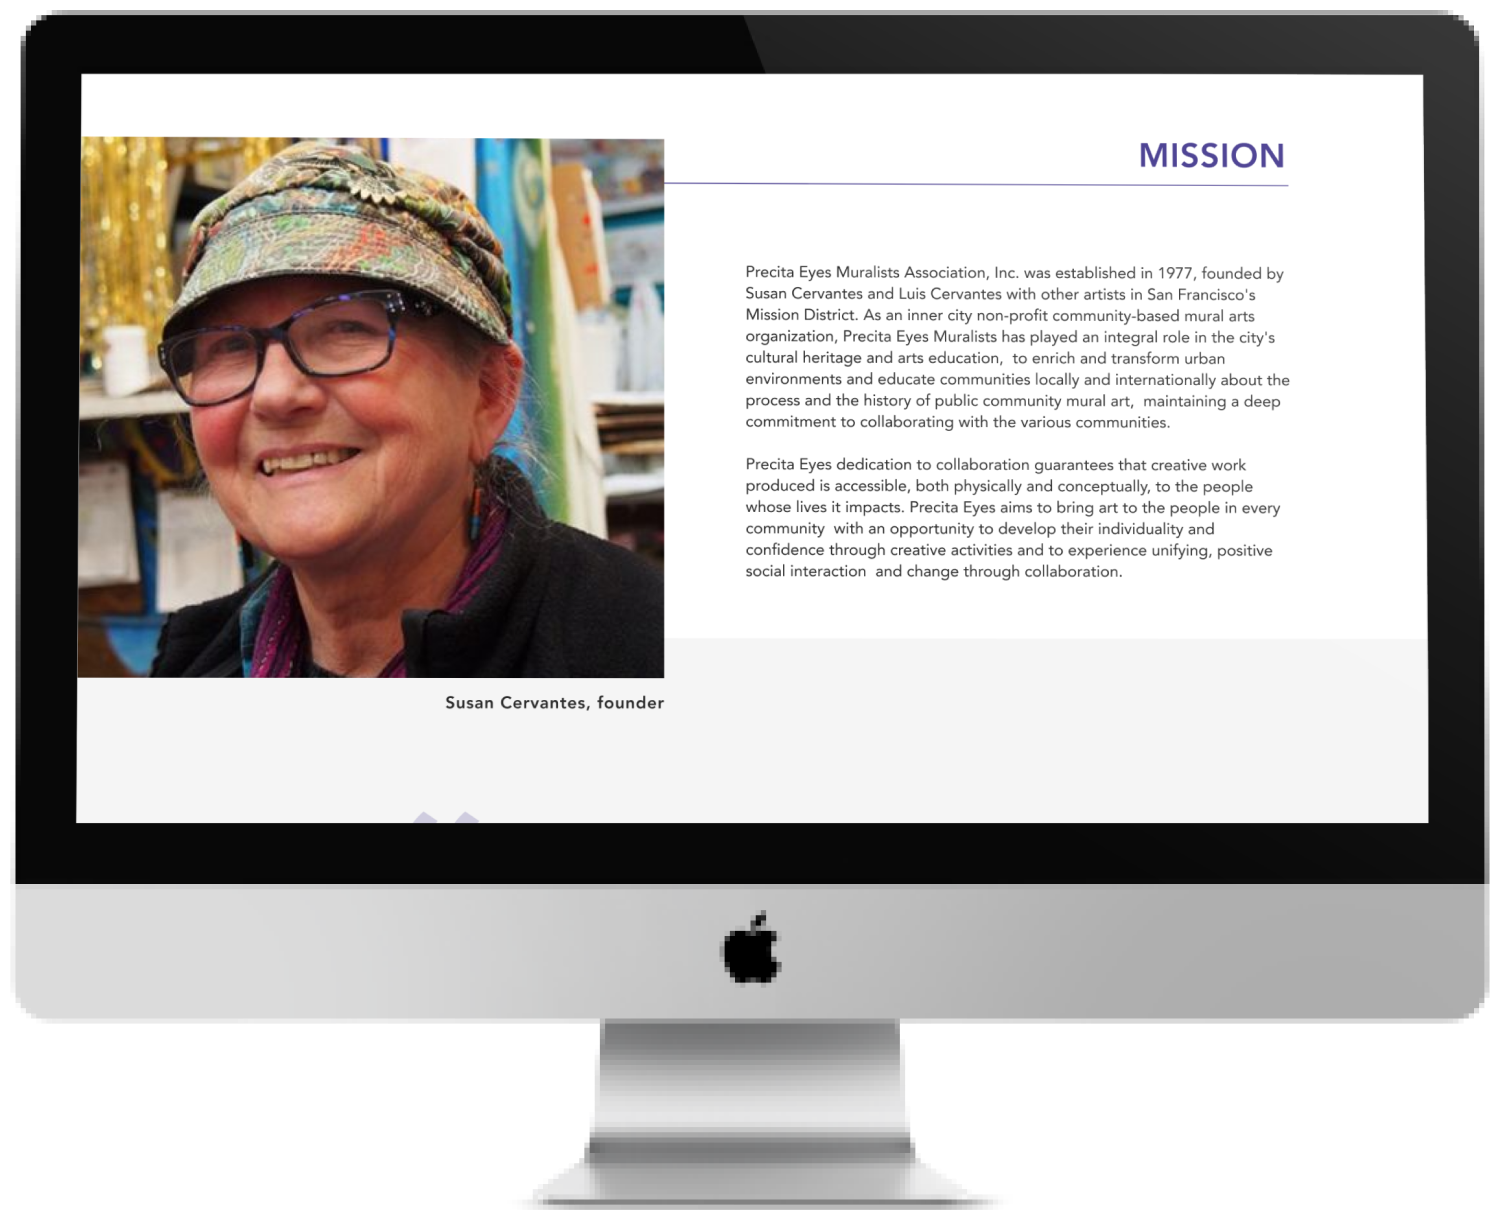 MISSION
Precita Eyes Muralists Association, Inc. was established in 1977, founded by
Susan Cervantes and Luis Cervantes with other artists in San Francisco's
Mission District. As an inner city non-profit community-based mural arts
organization, Precita Eyes Muralists has played an integral role in the city's
cultural heritage and arts education,  to enrich and transform urban
environments and educate communities locally and internationally about the
process and the history of public community mural art,  maintaining a deep
commitment to collaborating with the various communities.
Precita Eyes dedication to collaboration guarantees that creative work
produced is accessible, both physically and conceptually, to the people
whose lives it impacts. Precita Eyes aims to bring art to the people in every
community  with an opportunity to develop their individuality and
confidence through creative activities and to experience unifying, positive
social interaction  and change through collaboration.
Susan Cervantes, founder